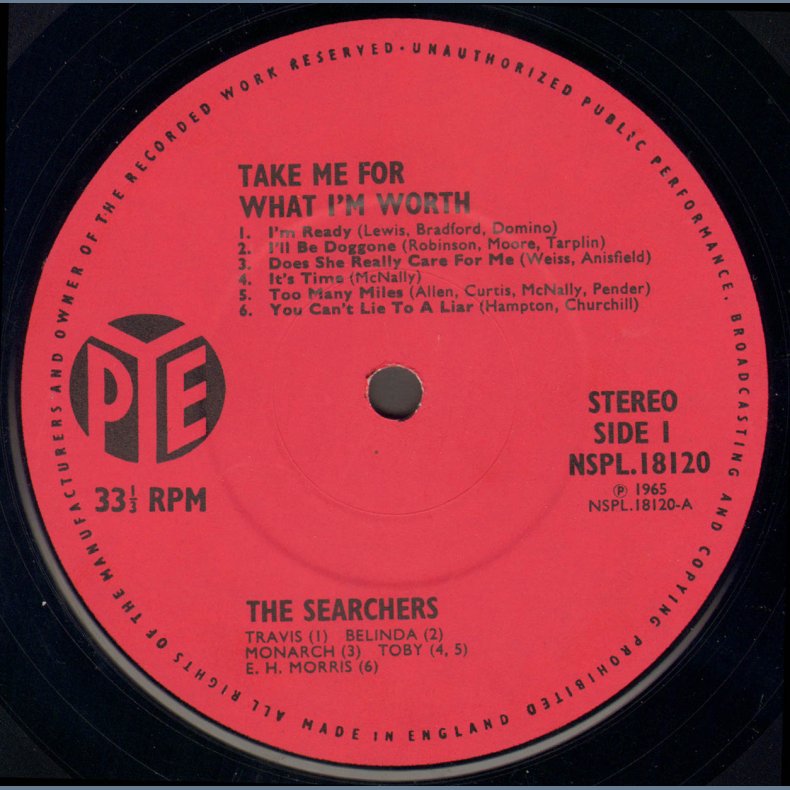 ALL RIGHTS OF THE MANUFACTURERS AND OWNER OF THE RECORDED WORK RESERVED · UNAUTHORIZED PUBLIC PERFORMANCE, BROADCASTING AND COPYING PROHIBITED
TAKE ME FOR
WHAT I'M WORTH
1. I'm Ready (Lewis, Bradford, Domino)
2. I'll Be Doggone (Robinson, Moore, Tarplin)
3. Does She Really Care For Me (Weiss, Anisfield)
4. It's Time (McNally)
5. Too Many Miles (Allen, Curtis, McNally, Pender)
6. You Can't Lie To A Liar (Hampton, Churchill)
PYE
33⅓ RPM
STEREO
SIDE 1
NSPL.18120
℗ 1965
NSPL.18120-A
THE SEARCHERS
TRAVIS (1) BELINDA (2)
MONARCH (3) TOBY (4, 5)
E. H. MORRIS (6)
MADE IN ENGLAND